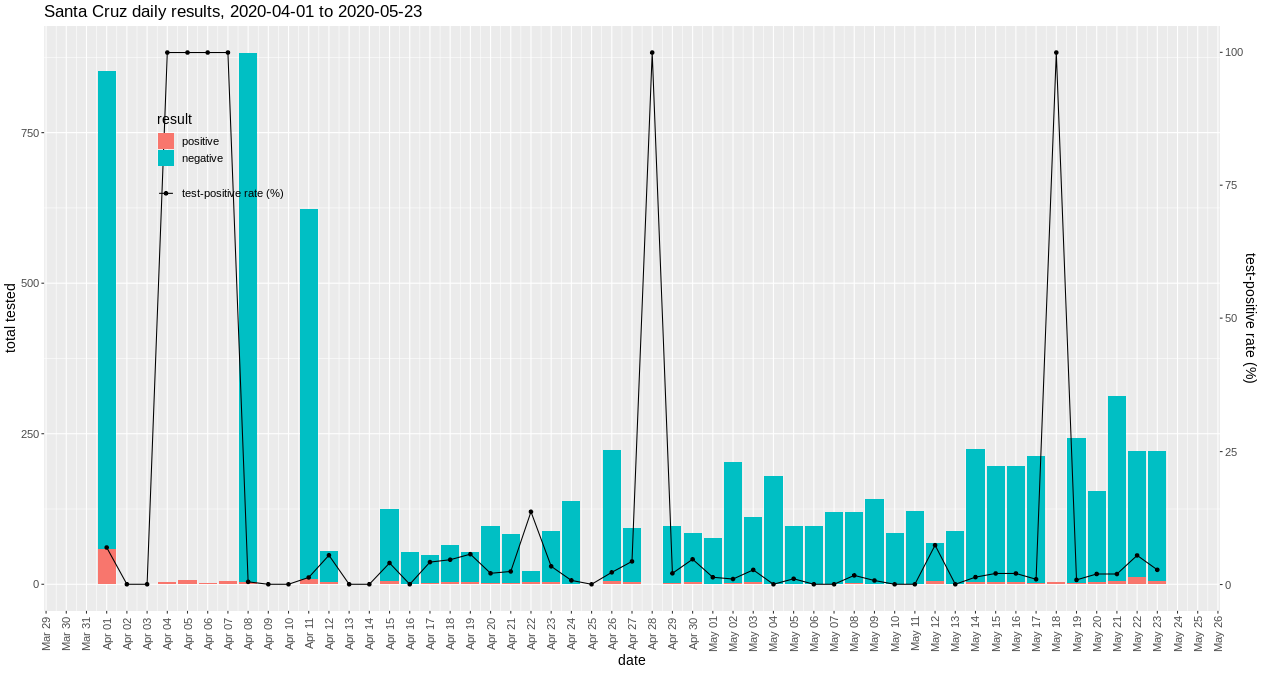 Santa Cruz daily results, 2020-04-01 to 2020-05-23
total tested
750
500
250
0
result
positive
negative
test-positive rate (%)
100
75
50
25
0
test-positive rate (%)
Mar 29
Mar 30
Mar 31
Apr 01
Apr 02
Apr 03
Apr 04
Apr 05
Apr 06
Apr 07
Apr 08
Apr 09
Apr 10
Apr 11
Apr 12
Apr 13
Apr 14
Apr 15
Apr 16
Apr 17
Apr 18
Apr 19
Apr 20
Apr 21
Apr 22
Apr 23
Apr 24
Apr 25
Apr 26
Apr 27
Apr 28
Apr 29
Apr 30
May 01
May 02
May 03
May 04
May 05
May 06
May 07
May 08
May 09
May 10
May 11
May 12
May 13
May 14
May 15
May 16
May 17
May 18
May 19
May 20
May 21
May 22
May 23
May 24
May 25
May 26
date